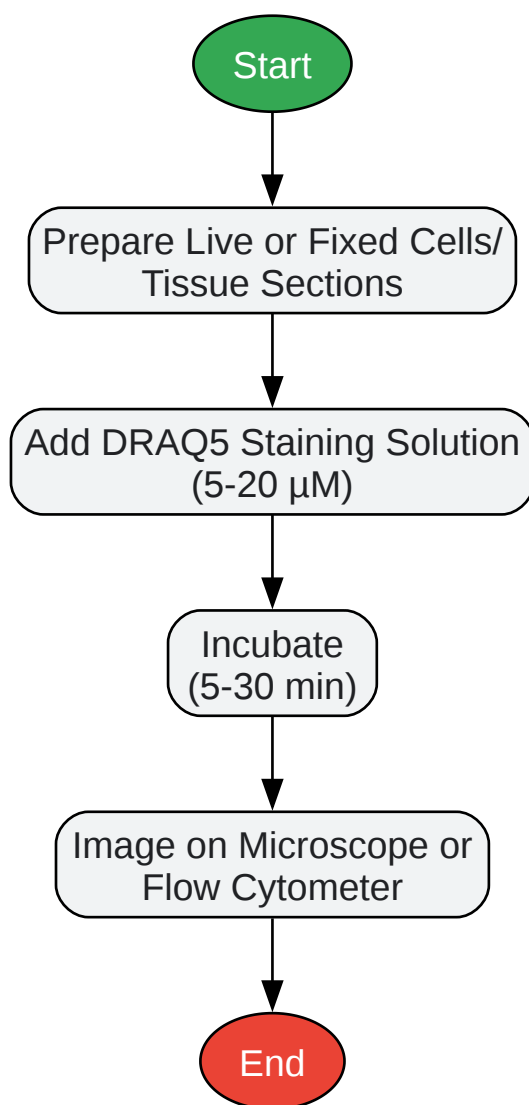 Start
Prepare Live or Fixed Cells/
Tissue Sections
Add DRAQ5 Staining Solution
(5-20 µM)
Incubate
(5-30 min)
Image on Microscope or
Flow Cytometer
End